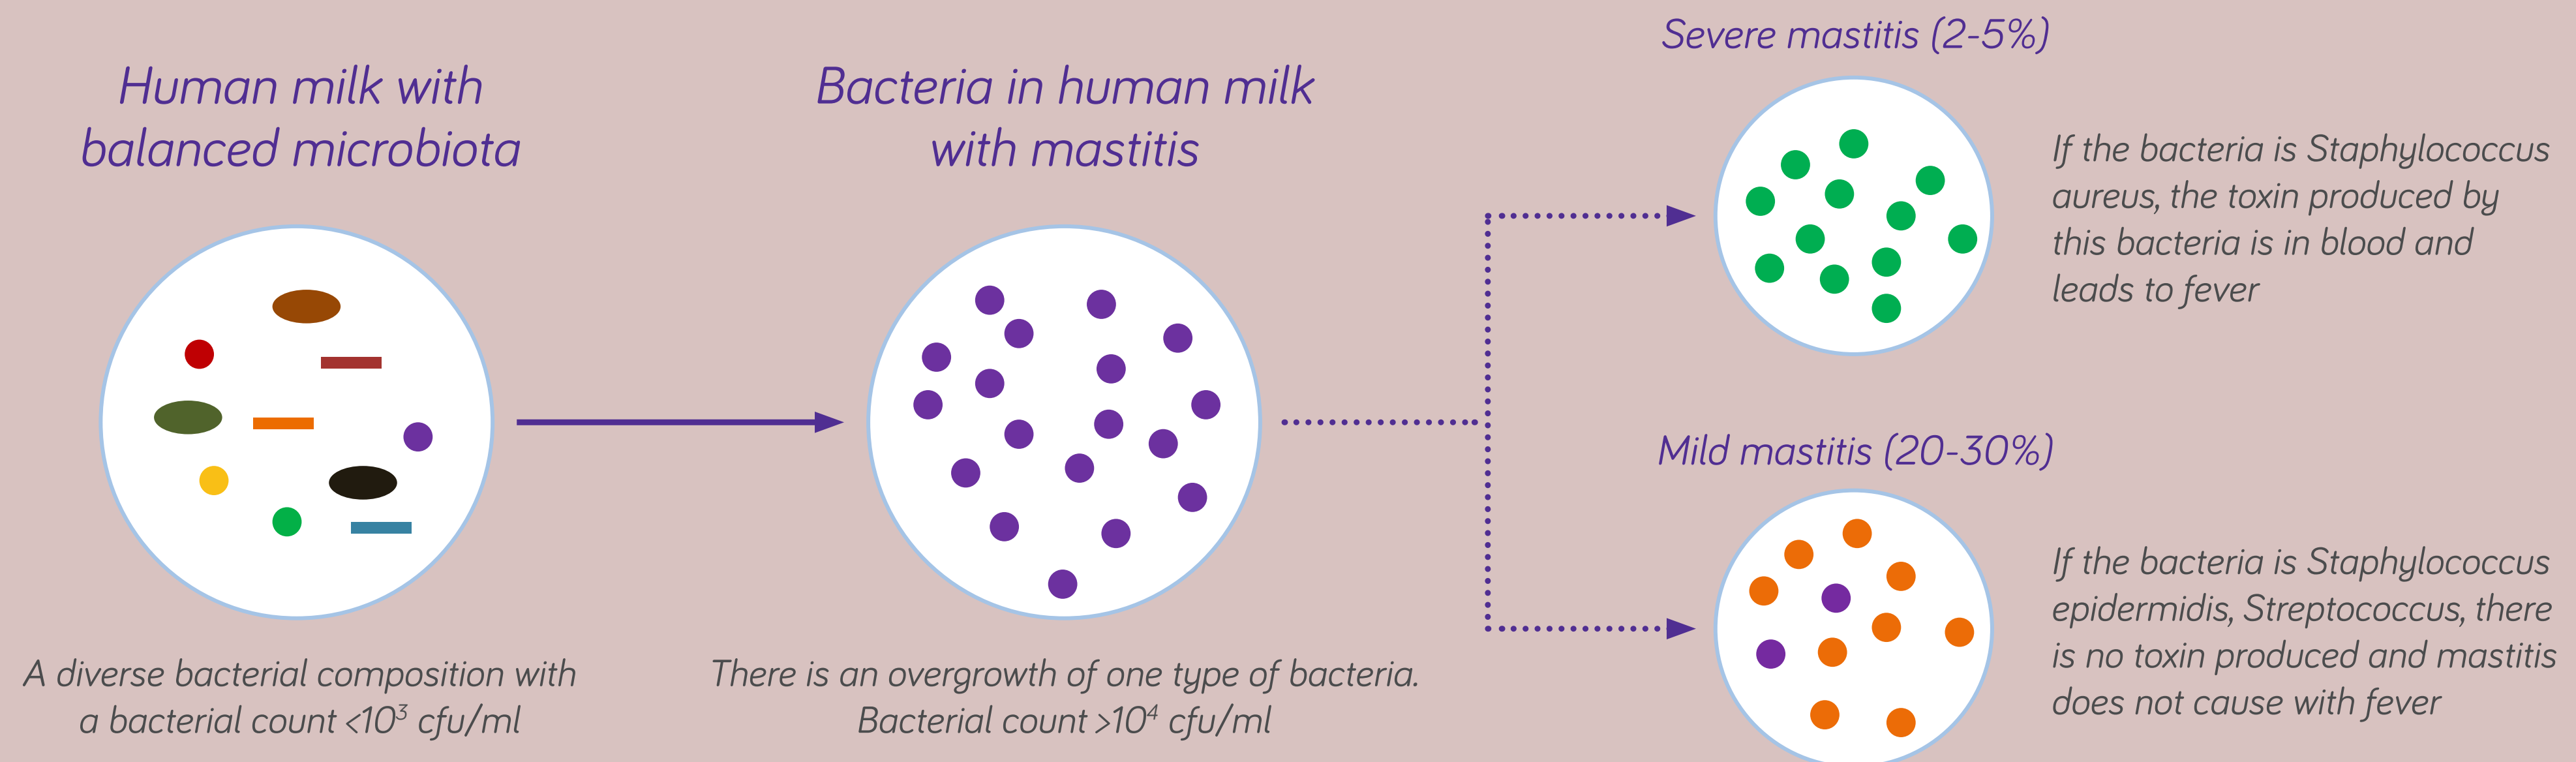 Human milk with
balanced microbiota
A diverse bacterial composition with
a bacterial count <10³ cfu/ml
Bacteria in human milk
with mastitis
There is an overgrowth of one type of bacteria.
Bacterial count >10⁴ cfu/ml
Severe mastitis (2-5%)
If the bacteria is Staphylococcus
aureus, the toxin produced by
this bacteria is in blood and
leads to fever
Mild mastitis (20-30%)
If the bacteria is Staphylococcus
epidermidis, Streptococcus, there
is no toxin produced and mastitis
does not cause with fever